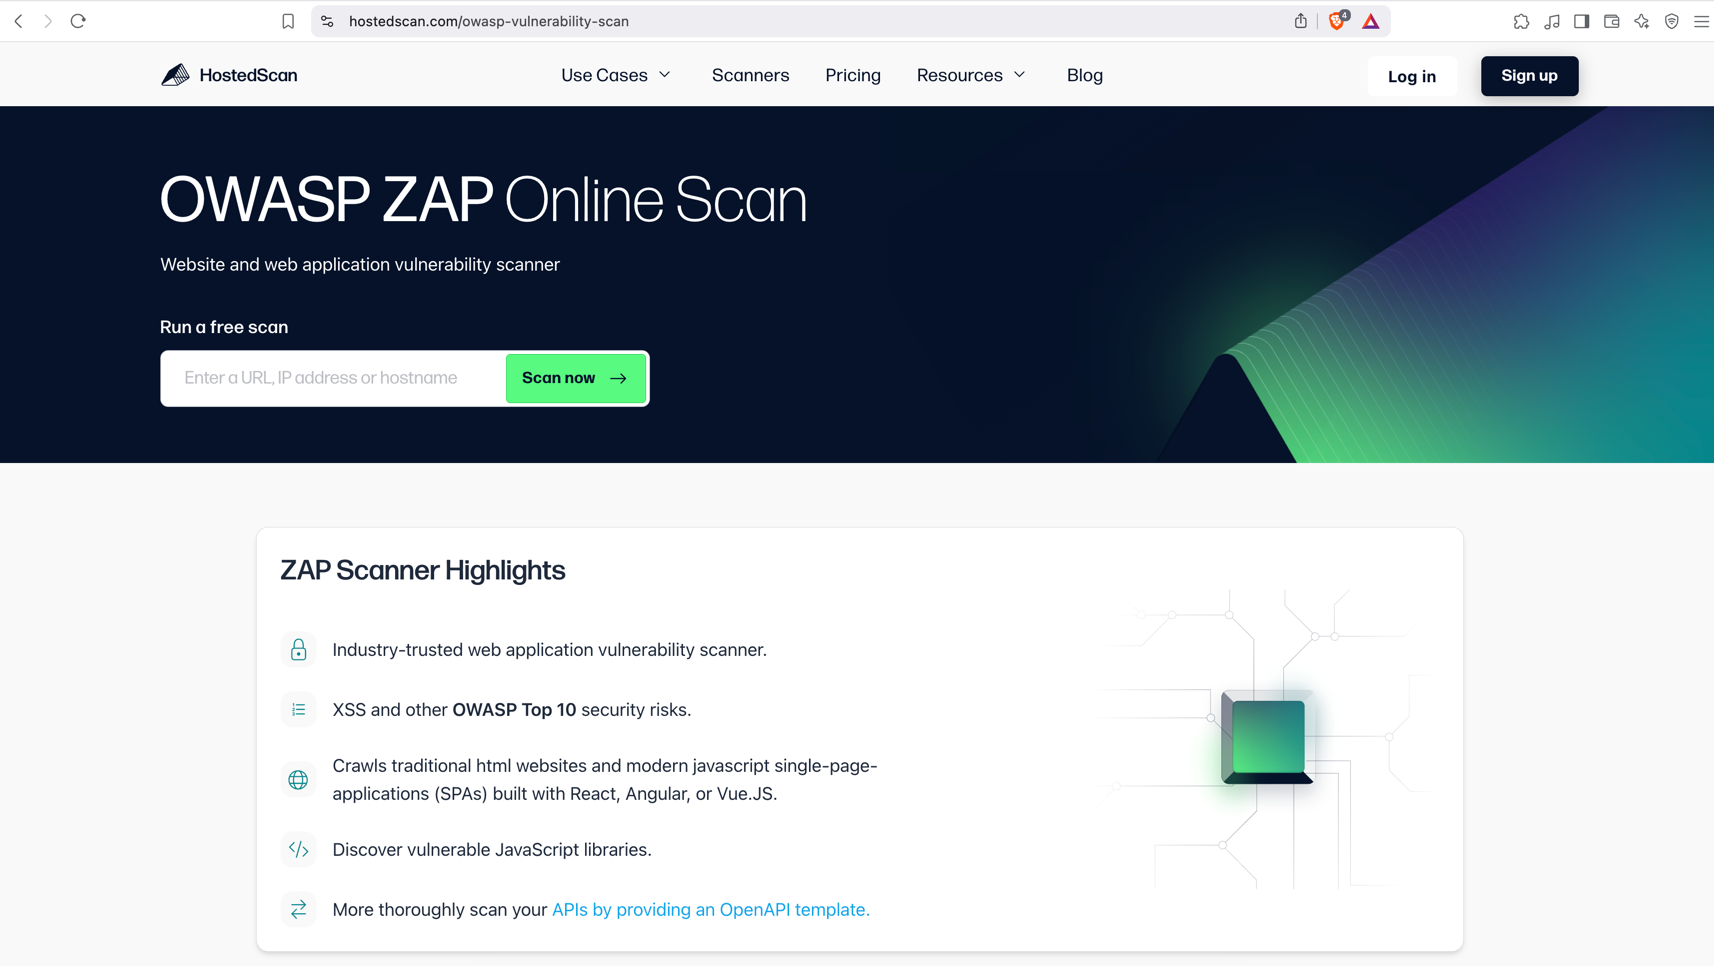 hostedscan.com/owasp-vulnerability-scan
4
HostedScan
Use Cases
Scanners
Pricing
Resources
Blog
Log in
Sign up
OWASP ZAP Online Scan
Website and web application vulnerability scanner
Run a free scan
Enter a URL, IP address or hostname
Scan now
ZAP Scanner Highlights
Industry-trusted web application vulnerability scanner.
XSS and other OWASP Top 10 security risks.
Crawls traditional html websites and modern javascript single-page-
applications (SPAs) built with React, Angular, or Vue.JS.
Discover vulnerable JavaScript libraries.
More thoroughly scan your APIs by providing an OpenAPI template.